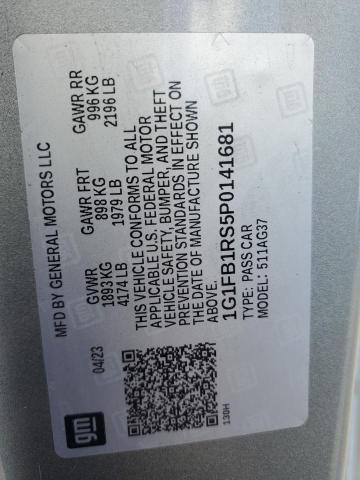 MFD BY GENERAL MOTORS LLC
04/23
GVWR GAWR FRT GAWR RR
1893 KG 898 KG 996 KG
4174 LB 1979 LB 2196 LB
THIS VEHICLE CONFORMS TO ALL
APPLICABLE U.S. FEDERAL MOTOR
VEHICLE SAFETY, BUMPER, AND THEFT
PREVENTION STANDARDS IN EFFECT ON
THE DATE OF MANUFACTURE SHOWN
ABOVE.
1G1FB1RS5P0141681
TYPE: PASS CAR
MODEL: 511AG37
130H
gm